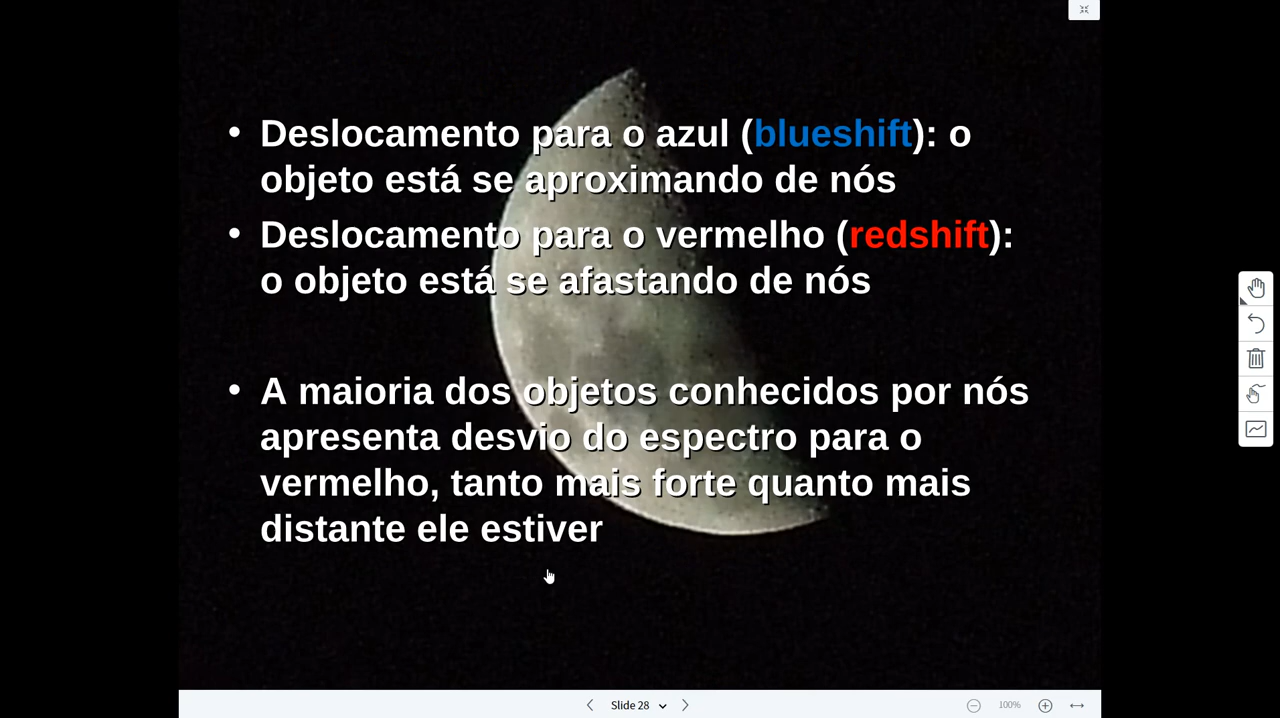 • Deslocamento para o azul (blueshift): o
objeto está se aproximando de nós
• Deslocamento para o vermelho (redshift):
o objeto está se afastando de nós
• A maioria dos objetos conhecidos por nós
apresenta desvio do espectro para o
vermelho, tanto mais forte quanto mais
distante ele estiver
Slide 28
100%